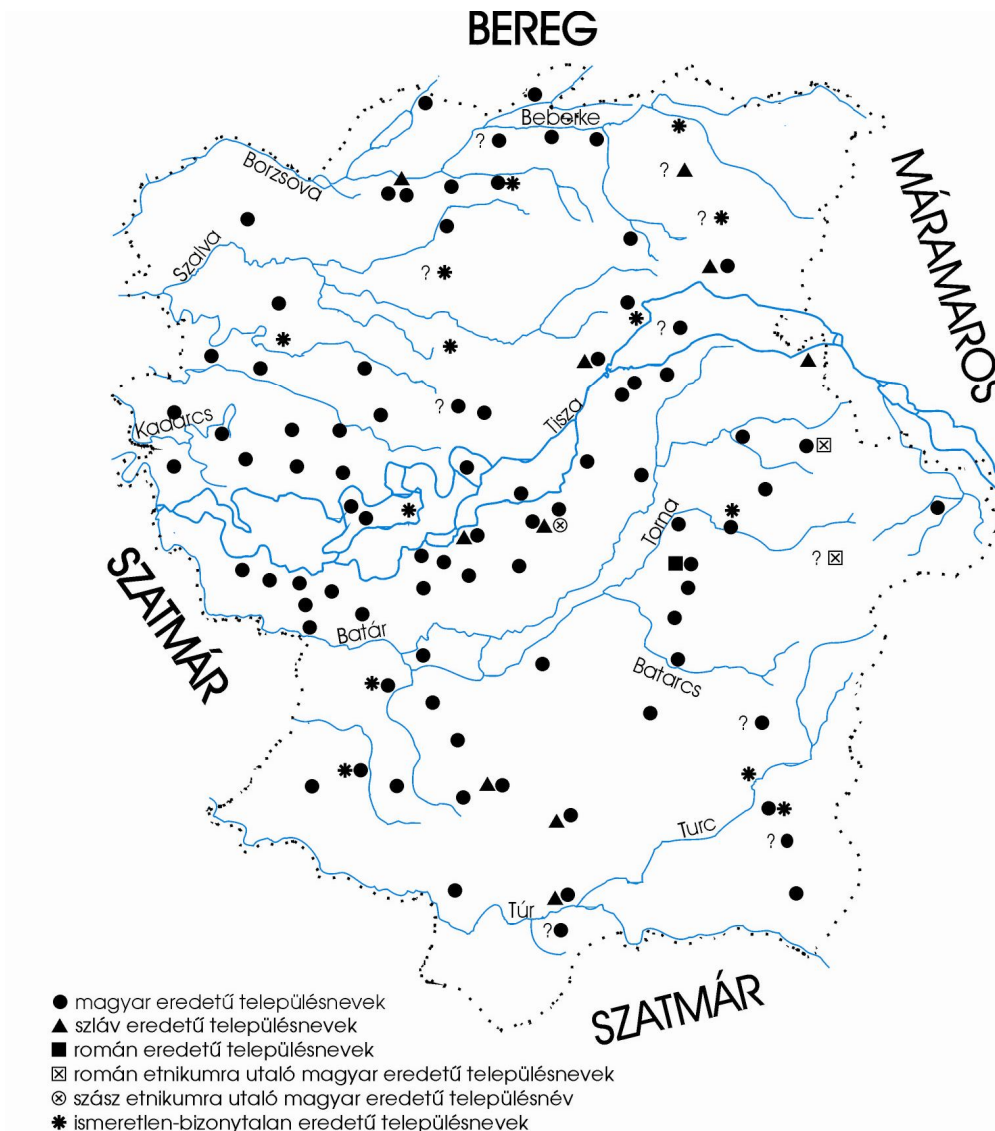 BEREG
Beberke
?
Borzsova
?
MÁRAMAROS
?
Szalva
?
?
?
Tisza
Kadarcs
Torna
?
SZATMÁR
Batár
Batarcs
?
Turc
?
Túr
?
SZATMÁR
magyar eredetű településnevek
szláv eredetű településnevek
román eredetű településnevek
román etnikumra utaló magyar eredetű településnevek
szász etnikumra utaló magyar eredetű településnév
ismeretlen-bizonytalan eredetű településnevek